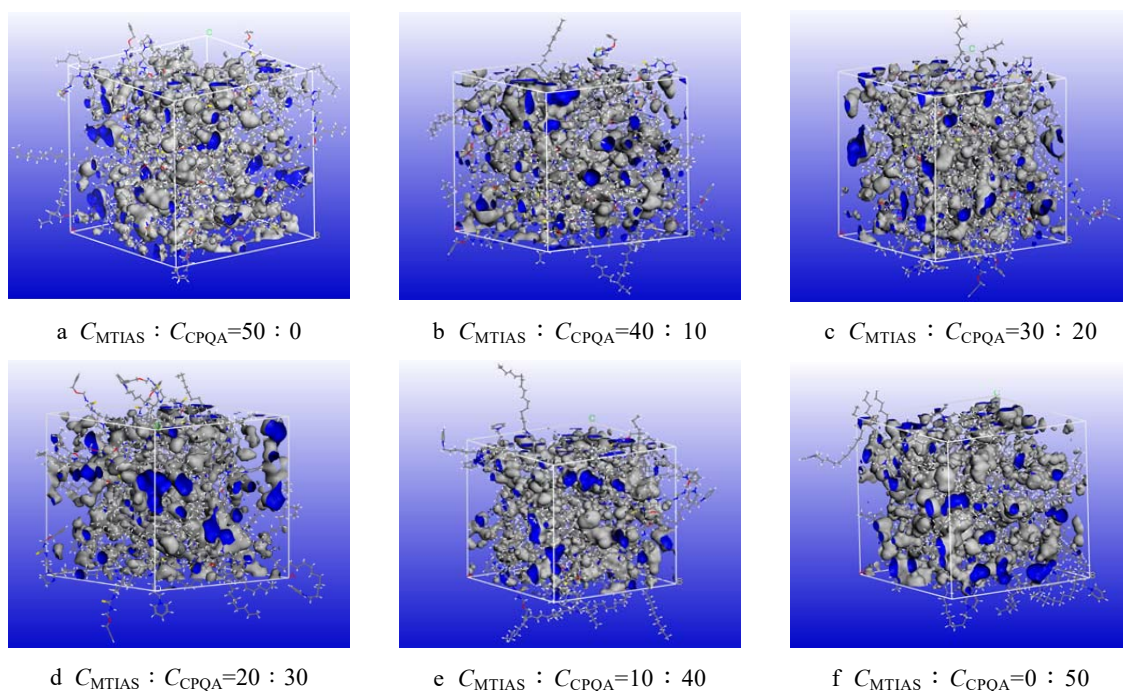 a C_MTIAS：C_CPQA=50：0
b C_MTIAS：C_CPQA=40：10
c C_MTIAS：C_CPQA=30：20
d C_MTIAS：C_CPQA=20：30
e C_MTIAS：C_CPQA=10：40
f C_MTIAS：C_CPQA=0：50